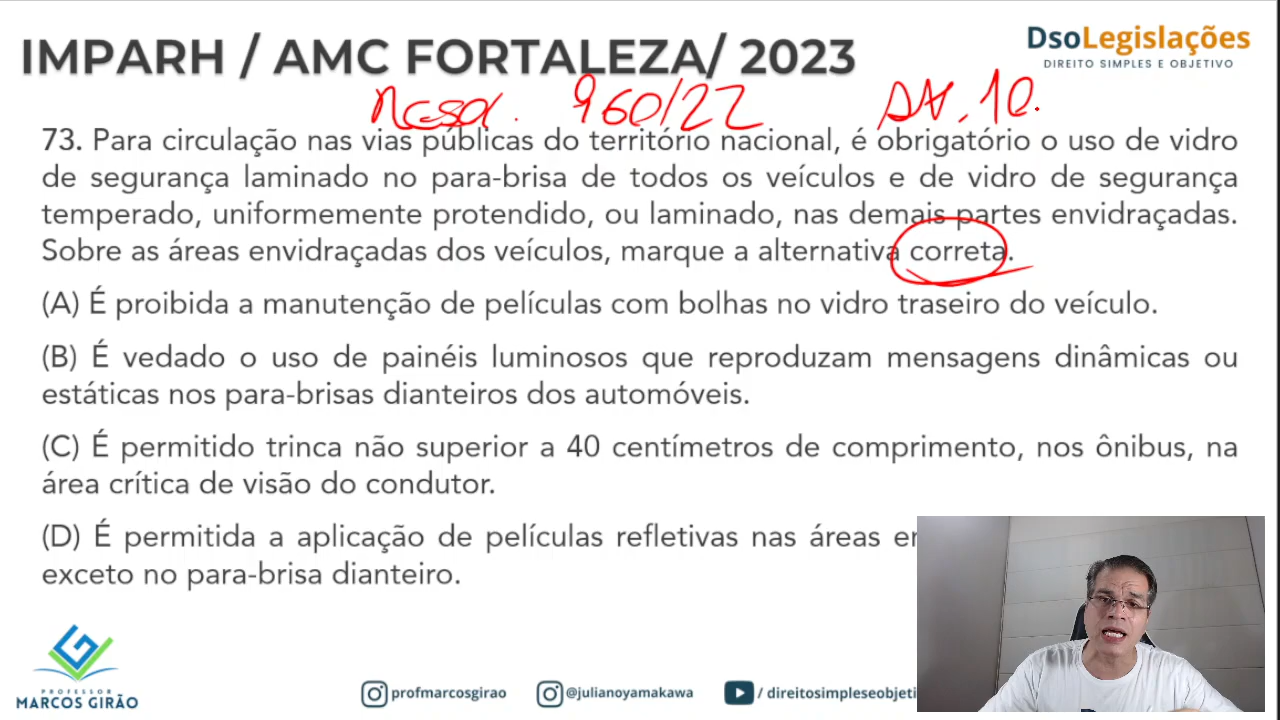 IMPARH / AMC FORTALEZA/ 2023
DsoLegislações
DIREITO SIMPLES E OBJETIVO
Resol. 960/22 Art. 10.
73. Para circulação nas vias públicas do território nacional, é obrigatório o uso de vidro
de segurança laminado no para-brisa de todos os veículos e de vidro de segurança
temperado, uniformemente protendido, ou laminado, nas demais partes envidraçadas.
Sobre as áreas envidraçadas dos veículos, marque a alternativa correta.
(A) É proibida a manutenção de películas com bolhas no vidro traseiro do veículo.
(B) É vedado o uso de painéis luminosos que reproduzam mensagens dinâmicas ou
estáticas nos para-brisas dianteiros dos automóveis.
(C) É permitido trinca não superior a 40 centímetros de comprimento, nos ônibus, na
área crítica de visão do condutor.
(D) É permitida a aplicação de películas refletivas nas áreas
exceto no para-brisa dianteiro.
PROFESSOR
MARCOS GIRÃO
profmarcosgirao
@julianoyamakawa
/ direitosimpleseobjeti